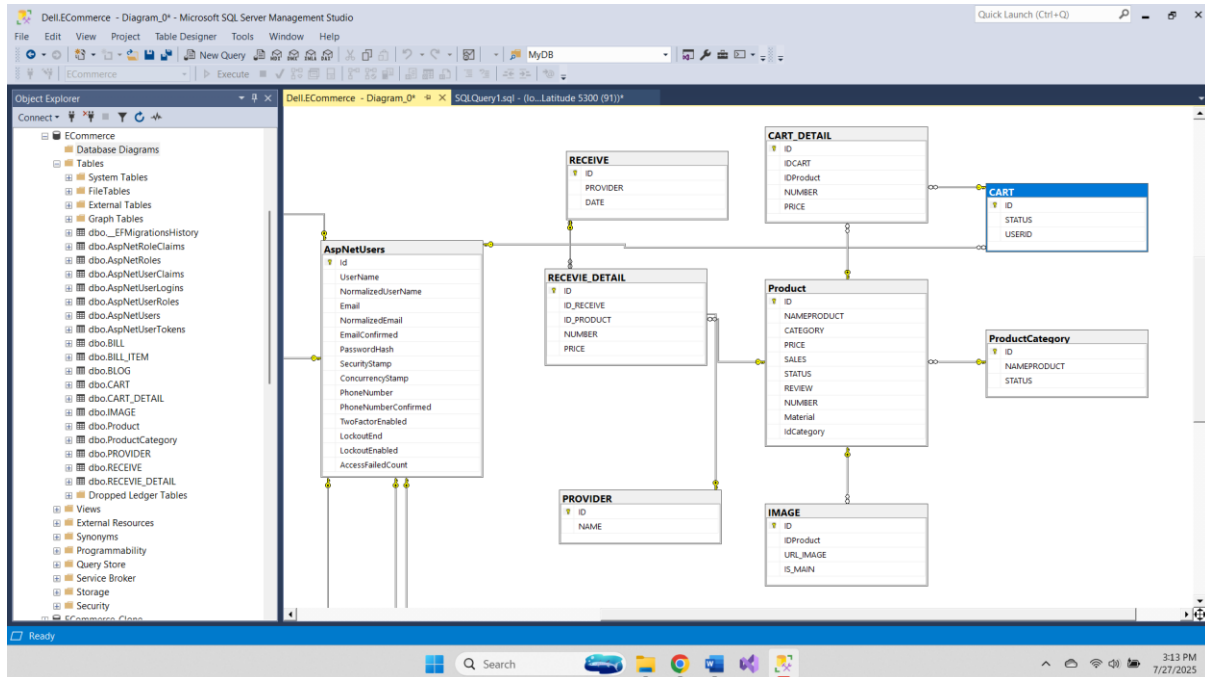 Dell.ECommerce - Diagram_0* - Microsoft SQL Server Management Studio
Quick Launch (Ctrl+Q)
File Edit View Project Table Designer Tools Window Help
New Query MyDB
ECommerce Execute
Object Explorer
Dell.ECommerce - Diagram_0* SQLQuery1.sql - (lo...Latitude 5300 (91))*
Connect
ECommerce
Database Diagrams
Tables
System Tables
FileTables
External Tables
Graph Tables
dbo.__EFMigrationsHistory
dbo.AspNetRoleClaims
dbo.AspNetRoles
dbo.AspNetUserClaims
dbo.AspNetUserLogins
dbo.AspNetUserRoles
dbo.AspNetUsers
dbo.AspNetUserTokens
dbo.BILL
dbo.BILL_ITEM
dbo.BLOG
dbo.CART
dbo.CART_DETAIL
dbo.IMAGE
dbo.Product
dbo.ProductCategory
dbo.PROVIDER
dbo.RECEIVE
dbo.RECEVIE_DETAIL
Dropped Ledger Tables
Views
External Resources
Synonyms
Programmability
Query Store
Service Broker
Storage
Security
ECommerce_Clone
AspNetUsers
Id
UserName
NormalizedUserName
Email
NormalizedEmail
EmailConfirmed
PasswordHash
SecurityStamp
ConcurrencyStamp
PhoneNumber
PhoneNumberConfirmed
TwoFactorEnabled
LockoutEnd
LockoutEnabled
AccessFailedCount
RECEIVE
ID
PROVIDER
DATE
RECEVIE_DETAIL
ID
ID_RECEIVE
ID_PRODUCT
NUMBER
PRICE
PROVIDER
ID
NAME
CART_DETAIL
ID
IDCART
IDProduct
NUMBER
PRICE
Product
ID
NAMEPRODUCT
CATEGORY
PRICE
SALES
STATUS
REVIEW
NUMBER
Material
IdCategory
IMAGE
ID
IDProduct
URL_IMAGE
IS_MAIN
CART
ID
STATUS
USERID
ProductCategory
ID
NAMEPRODUCT
STATUS
Ready
Search
3:13 PM
7/27/2025